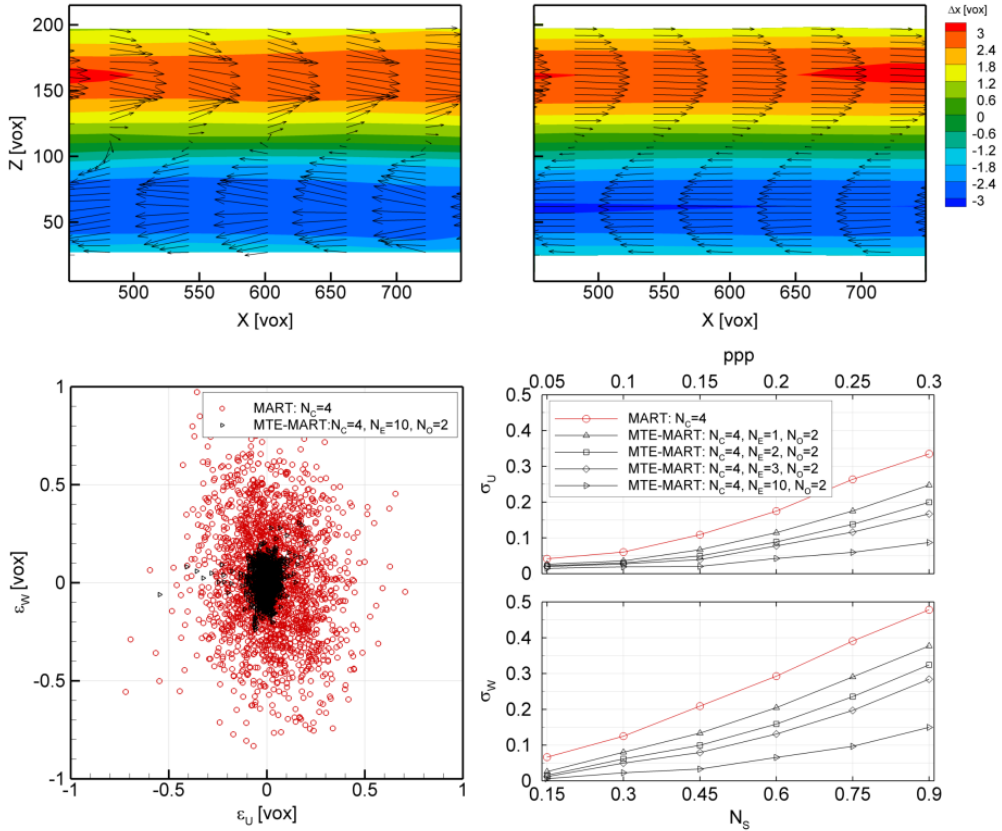 Δx [vox]
3
2.4
1.8
1.2
0.6
0
-0.6
-1.2
-1.8
-2.4
-3
200
150
100
50
Z [vox]
500 550 600 650 700
X [vox]
500 550 600 650 700
X [vox]
1
0.5
0
-0.5
-1
ε_W [vox]
MART: N_C=4
MTE-MART:N_C=4, N_E=10, N_O=2
-1 -0.5 0 0.5 1
ε_U [vox]
ppp
0.05 0.1 0.15 0.2 0.25 0.3
0.5
0.4
0.3
0.2
0.1
0
σ_U
MART: N_C=4
MTE-MART: N_C=4, N_E=1, N_O=2
MTE-MART: N_C=4, N_E=2, N_O=2
MTE-MART: N_C=4, N_E=3, N_O=2
MTE-MART: N_C=4, N_E=10, N_O=2
0.5
0.4
0.3
0.2
0.1
0
σ_W
0.15 0.3 0.45 0.6 0.75 0.9
N_S